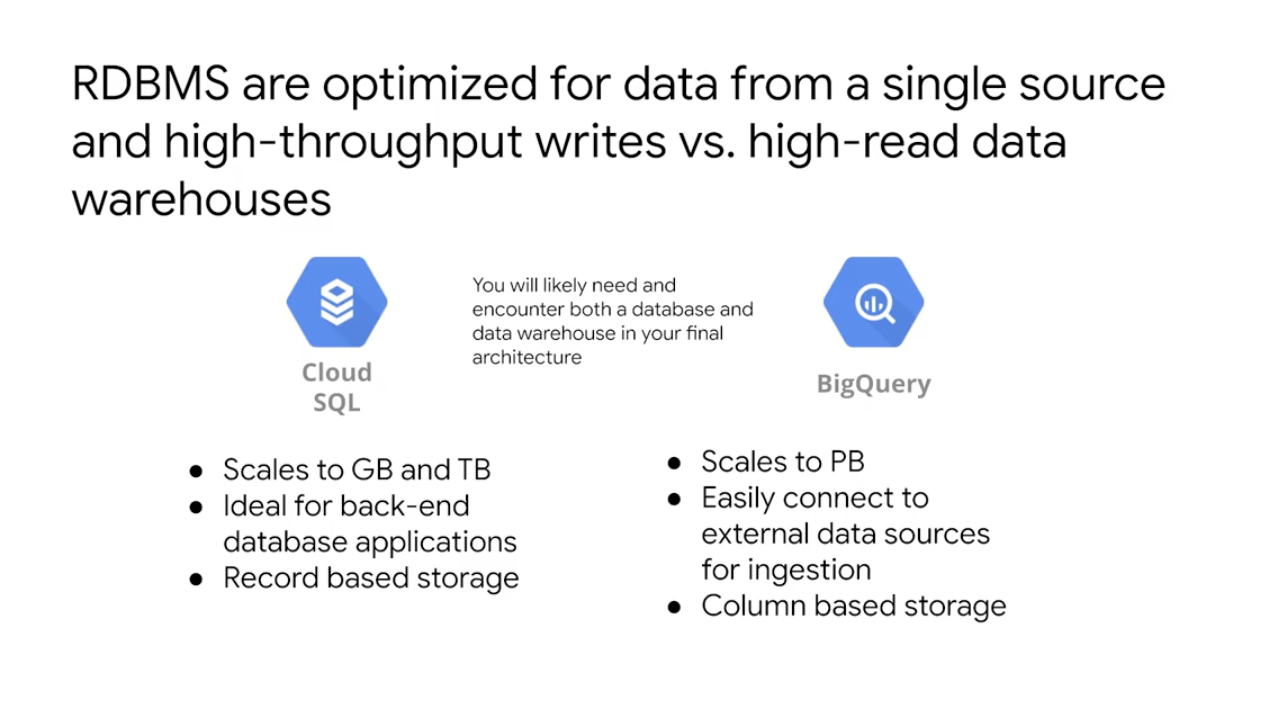 RDBMS are optimized for data from a single source
and high-throughput writes vs. high-read data
warehouses
You will likely need and
encounter both a database and
data warehouse in your final
architecture
Cloud
SQL
BigQuery
● Scales to GB and TB
● Ideal for back-end
database applications
● Record based storage
● Scales to PB
● Easily connect to
external data sources
for ingestion
● Column based storage